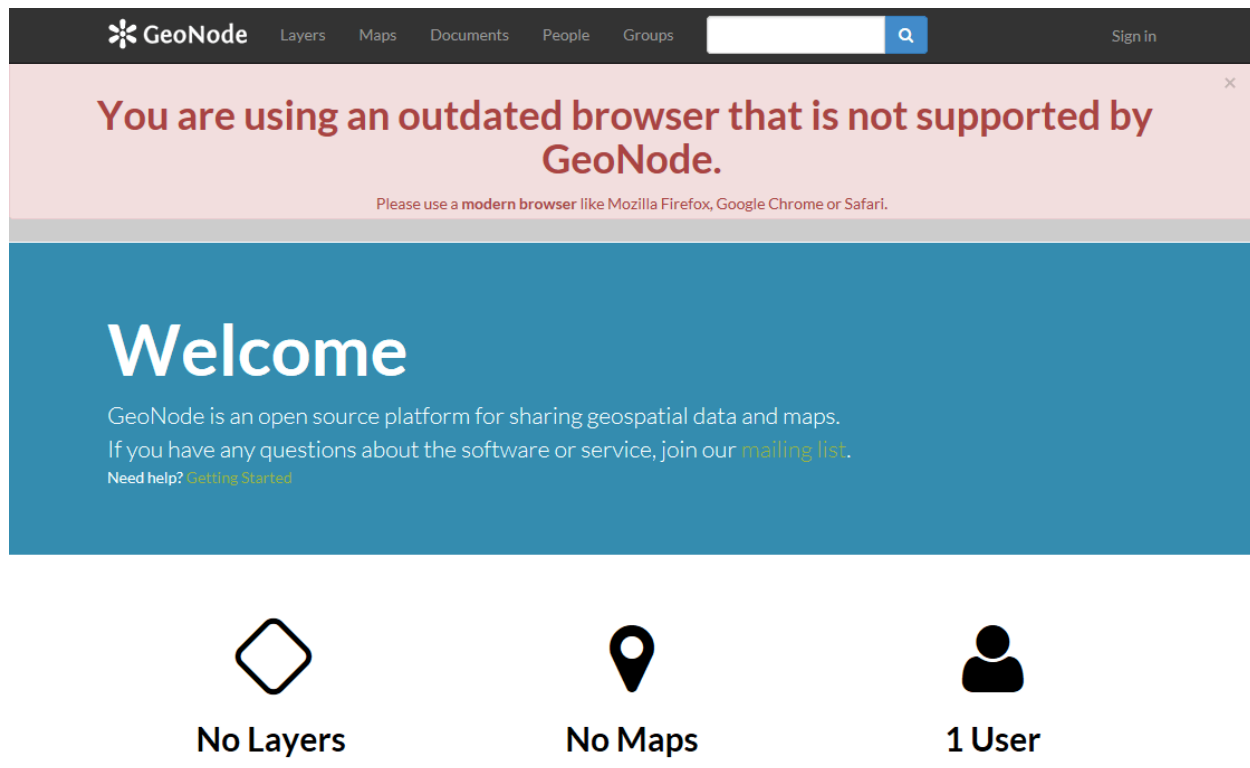 GeoNode Layers Maps Documents People Groups Sign in
×
You are using an outdated browser that is not supported by
GeoNode.
Please use a modern browser like Mozilla Firefox, Google Chrome or Safari.
Welcome
GeoNode is an open source platform for sharing geospatial data and maps.
If you have any questions about the software or service, join our mailing list.
Need help? Getting Started
No Layers No Maps 1 User